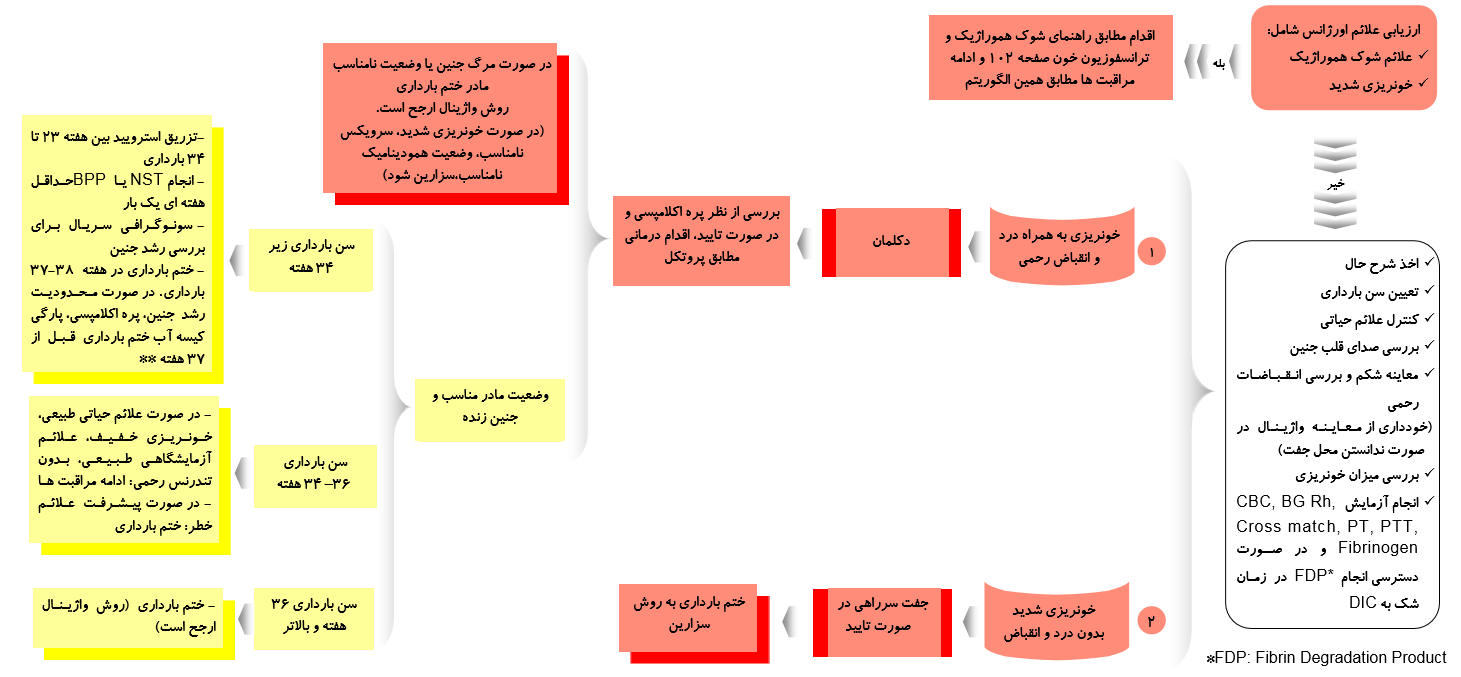 ارزیابی علائم اورژانس شامل:
✓ علائم شوک هموراژیک
✓ خونریزی شدید
بله
اقدام مطابق راهنمای شوک هموراژیک و
ترانسفوزیون خون صفحه ۱۰۲ و ادامه
مراقبت ها مطابق همین الگوریتم
خیر
✓ اخذ شرح حال
✓ تعیین سن بارداری
✓ کنترل علائم حیاتی
✓ بررسی صدای قلب جنین
✓ معاینه شکم و بررسی انقباضات
رحمی
(خودداری از معاینه واژینال در
صورت ندانستن محل جفت)
✓ بررسی میزان خونریزی
✓ انجام آزمایش CBC, BG Rh,
Cross match, PT, PTT,
Fibrinogen و در صورت
دسترسی انجام FDP* در زمان
شک به DIC
※FDP: Fibrin Degradation Product
۱
خونریزی به همراه درد
و انقباض رحمی
دکلمان
بررسی از نظر پره اکلامپسی و
در صورت تایید، اقدام درمانی
مطابق پروتکل
در صورت مرگ جنین یا وضعیت نامناسب
مادر ختم بارداری
روش واژینال ارجح است.
(در صورت خونریزی شدید، سرویکس
نامناسب، وضعیت همودینامیک
نامناسب،سزارین شود)
وضعیت مادر مناسب و
جنین زنده
سن بارداری زیر
۳۴ هفته
-تزریق استرویید بین هفته ۲۳ تا
۳۴ بارداری
- انجام NST یا BPPحداقل
هفته ای یک بار
- سونوگرافی سریال برای
بررسی رشد جنین
- ختم بارداری در هفته ۳۸-۳۷
بارداری. در صورت محدودیت
رشد جنین، پره اکلامپسی، پارگی
کیسه آب ختم بارداری قبل از
۳۷ هفته **
سن بارداری
۳۶- ۳۴ هفته
- در صورت علائم حیاتی طبیعی،
خونریزی خفیف، علائم
آزمایشگاهی طبیعی، بدون
تندرنس رحمی: ادامه مراقبت ها
- در صورت پیشرفت علائم
خطر: ختم بارداری
سن بارداری ۳۶
هفته و بالاتر
- ختم بارداری (روش واژینال
ارجح است)
۲
خونریزی شدید
بدون درد و انقباض
جفت سرراهی در
صورت تایید
ختم بارداری به روش
سزارین